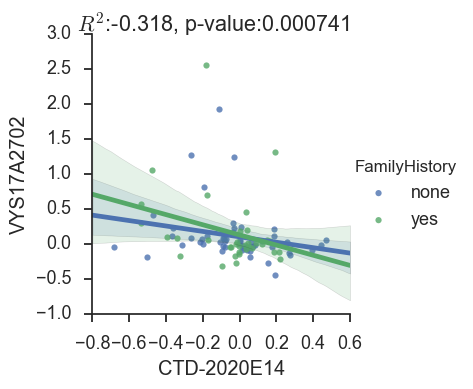 R²:-0.318, p-value:0.000741
3.0
2.5
2.0
1.5
1.0
0.5
0.0
−0.5
−1.0
VYS17A2702
−0.8 −0.6 −0.4 −0.2 0.0 0.2 0.4 0.6
CTD-2020E14
FamilyHistory
none
yes